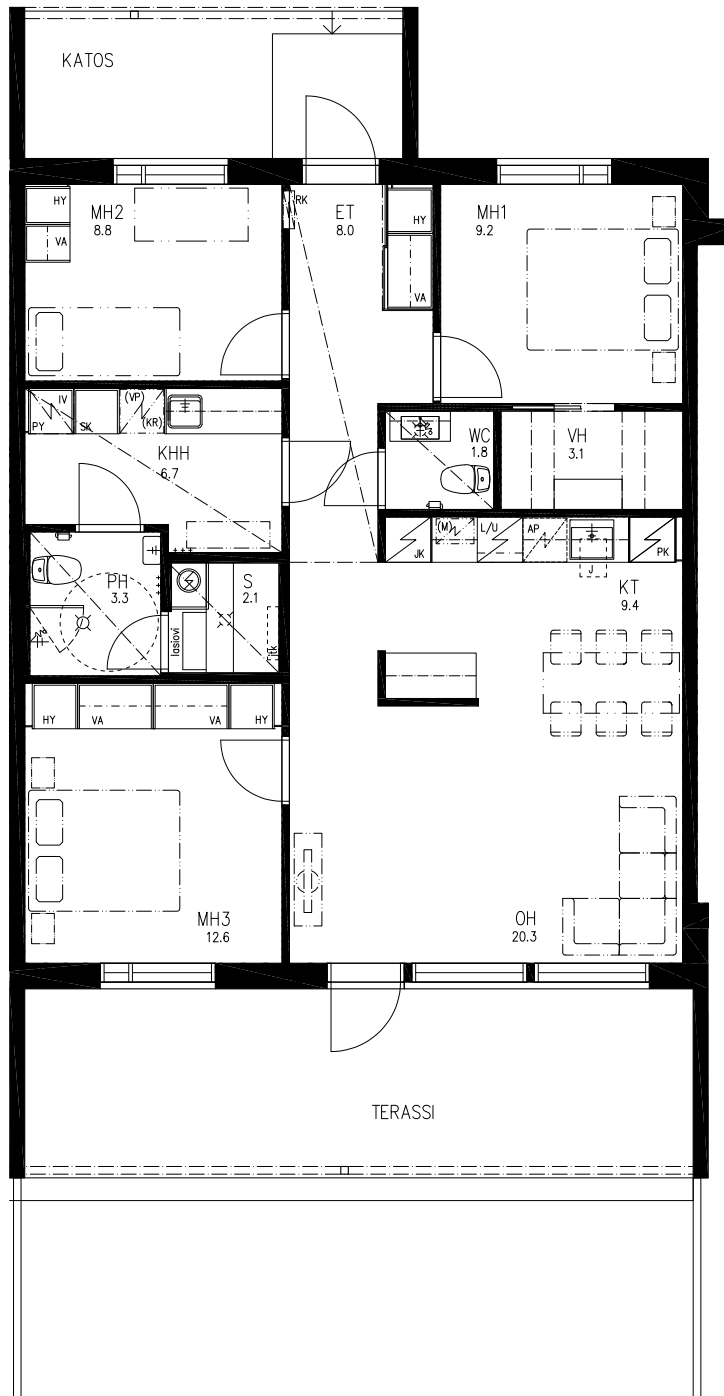 KATOS
MH2
8.8
HY
VA
RK
ET
8.0
HY
VA
MH1
9.2
IV
PY
SK
(VP)
(KR)
KHH
6.7
WC
1.8
VH
3.1
(M)
L/U
AP
JK
J
PK
KT
9.4
PH
3.3
S
2.1
lasiovi
itk
HY
VA
VA
HY
MH3
12.6
OH
20.3
TERASSI